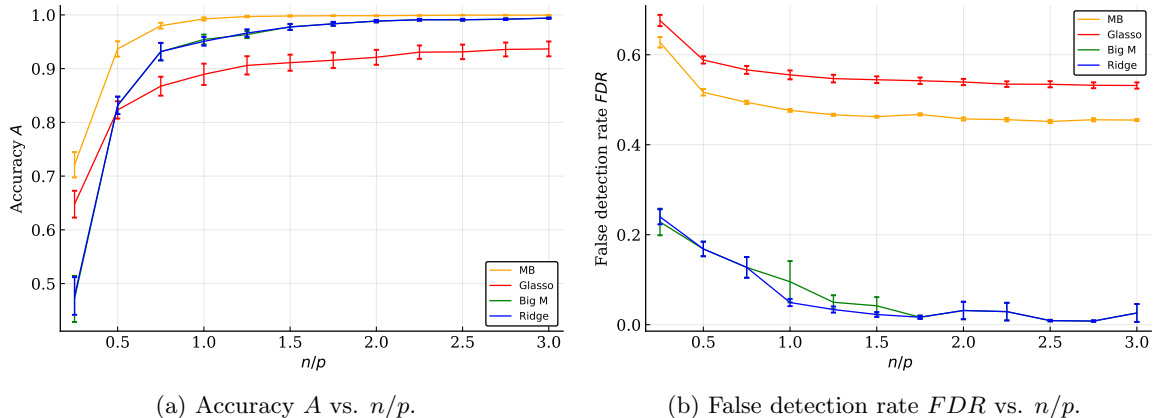 1.0
0.9
0.8
0.7
0.6
0.5
Accuracy A
0.5 1.0 1.5 2.0 2.5 3.0
n/p
MB
Glasso
Big M
Ridge
(a) Accuracy A vs. n/p.
0.6
0.4
0.2
0.0
False detection rate FDR
0.5 1.0 1.5 2.0 2.5 3.0
n/p
MB
Glasso
Big M
Ridge
(b) False detection rate FDR vs. n/p.